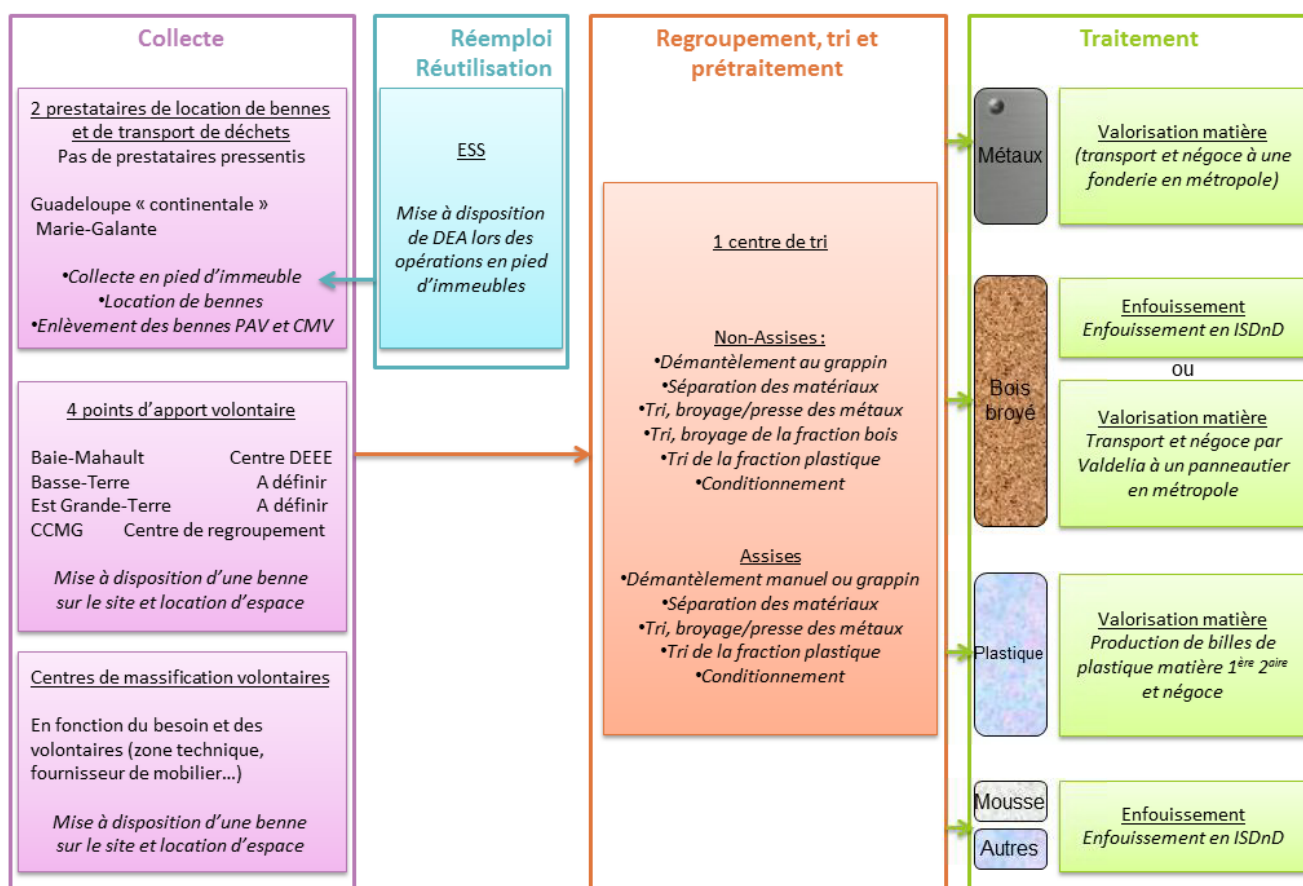 Collecte
2 prestataires de location de bennes
et de transport de déchets
Pas de prestataires pressentis
Guadeloupe « continentale »
Marie-Galante
•Collecte en pied d’immeuble
•Location de bennes
•Enlèvement des bennes PAV et CMV
4 points d’apport volontaire
Baie-Mahault Centre DEEE
Basse-Terre A définir
Est Grande-Terre A définir
CCMG Centre de regroupement
Mise à disposition d’une benne
sur le site et location d’espace
Centres de massification volontaires
En fonction du besoin et des
volontaires (zone technique,
fournisseur de mobilier…)
Mise à disposition d’une benne
sur le site et location d’espace
Réemploi
Réutilisation
ESS
Mise à disposition
de DEA lors des
opérations en pied
d’immeubles
Regroupement, tri et
prétraitement
1 centre de tri
Non-Assises :
•Démantèlement au grappin
•Séparation des matériaux
•Tri, broyage/presse des métaux
•Tri, broyage de la fraction bois
•Tri de la fraction plastique
•Conditionnement
Assises
•Démantèlement manuel ou grappin
•Séparation des matériaux
•Tri, broyage/presse des métaux
•Tri de la fraction plastique
•Conditionnement
Traitement
Métaux
Valorisation matière
(transport et négoce à une
fonderie en métropole)
Bois
broyé
Enfouissement
Enfouissement en ISDnD
ou
Valorisation matière
Transport et négoce par
Valdelia à un panneautier
en métropole
Plastique
Valorisation matière
Production de billes de
plastique matière 1ère 2aire
et négoce
Mousse
Autres
Enfouissement
Enfouissement en ISDnD